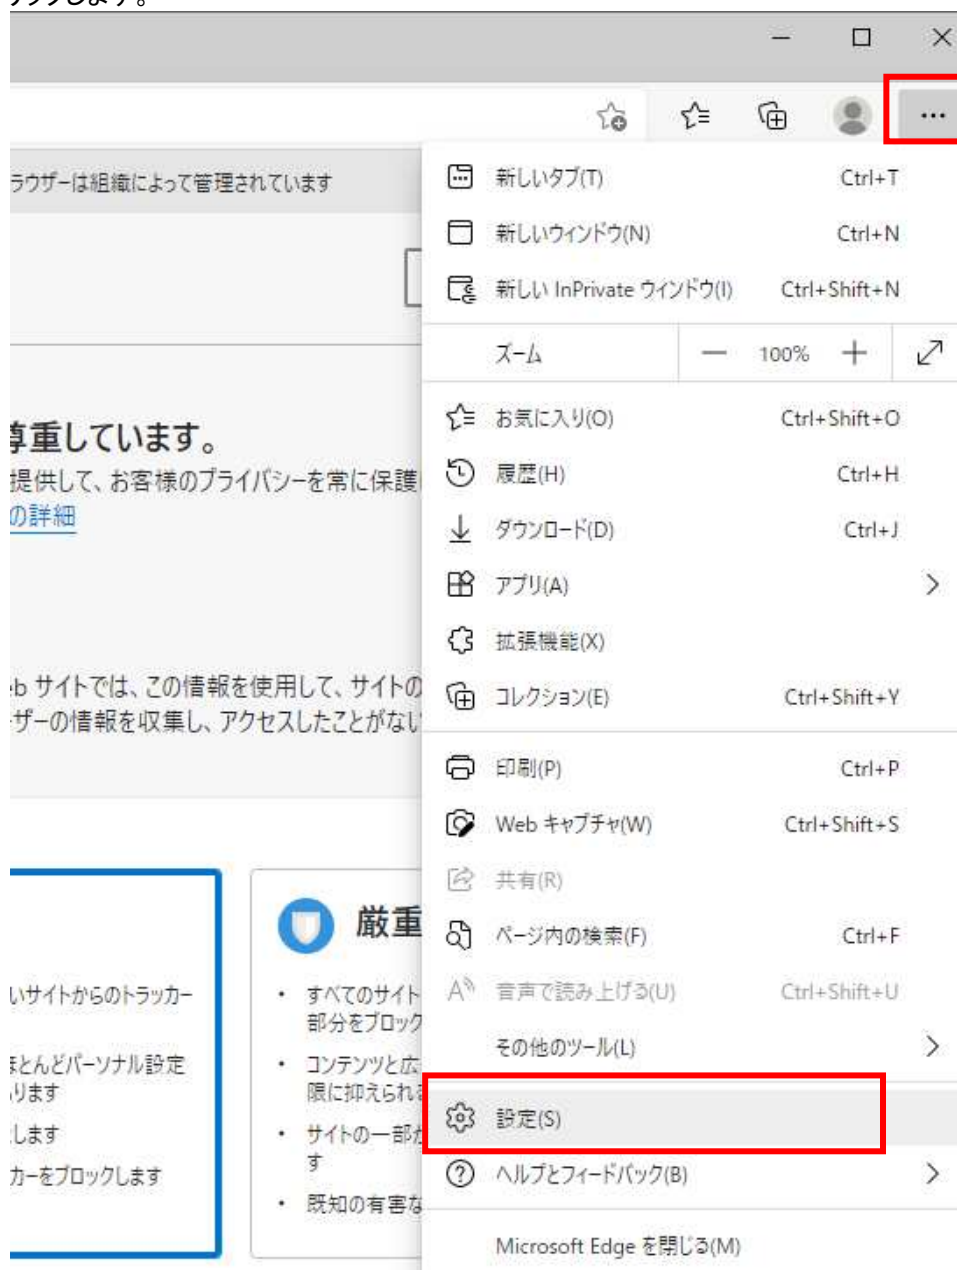 リックします。
ラウザーは組織によって管理されています
新しいタブ(T) Ctrl+T
新しいウィンドウ(N) Ctrl+N
新しい InPrivate ウィンドウ(I) Ctrl+Shift+N
ズーム — 100% +
尊重しています。
提供して、お客様のプライバシーを常に保護
の詳細
お気に入り(O) Ctrl+Shift+O
履歴(H) Ctrl+H
ダウンロード(D) Ctrl+J
アプリ(A)
拡張機能(X)
コレクション(E) Ctrl+Shift+Y
eb サイトでは、この情報を使用して、サイトの
ーザーの情報を収集し、アクセスしたことがない
印刷(P) Ctrl+P
Web キャプチャ(W) Ctrl+Shift+S
共有(R)
ページ内の検索(F) Ctrl+F
音声で読み上げる(U) Ctrl+Shift+U
その他のツール(L)
設定(S)
ヘルプとフィードバック(B)
Microsoft Edge を閉じる(M)
いサイトからのトラッカー
ほとんどパーソナル設定
ります
します
カーをブロックします
厳重
• すべてのサイト
部分をブロック
• コンテンツと広
限に抑えられ
• サイトの一部
す
• 既知の有害な